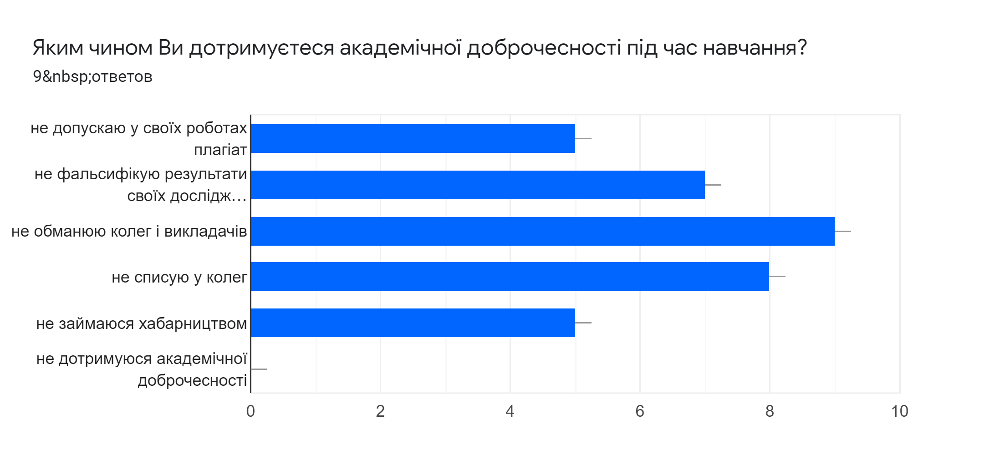 Яким чином Ви дотримуєтеся академічної доброчесності під час навчання?
9&nbsp;ответов
не допускаю у своїх роботах
плагіат
не фальсифікую результати
своїх дослідж…
не обманюю колег і викладачів
не списую у колег
не займаюся хабарництвом
не дотримуюся академічної
доброчесності
0 2 4 6 8 10